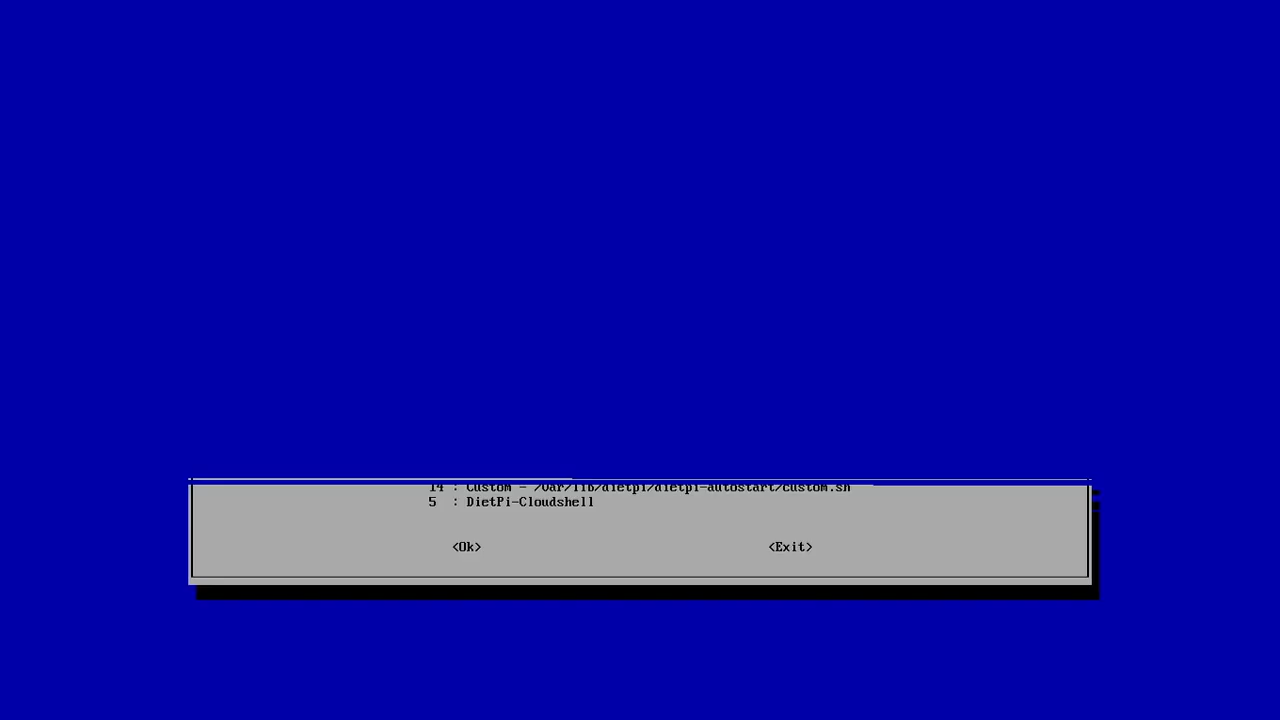 14 : Custom - /var/lib/dietpi/dietpi-autostart/custom.sh
5 : DietPi-Cloudshell
<Ok> <Exit>